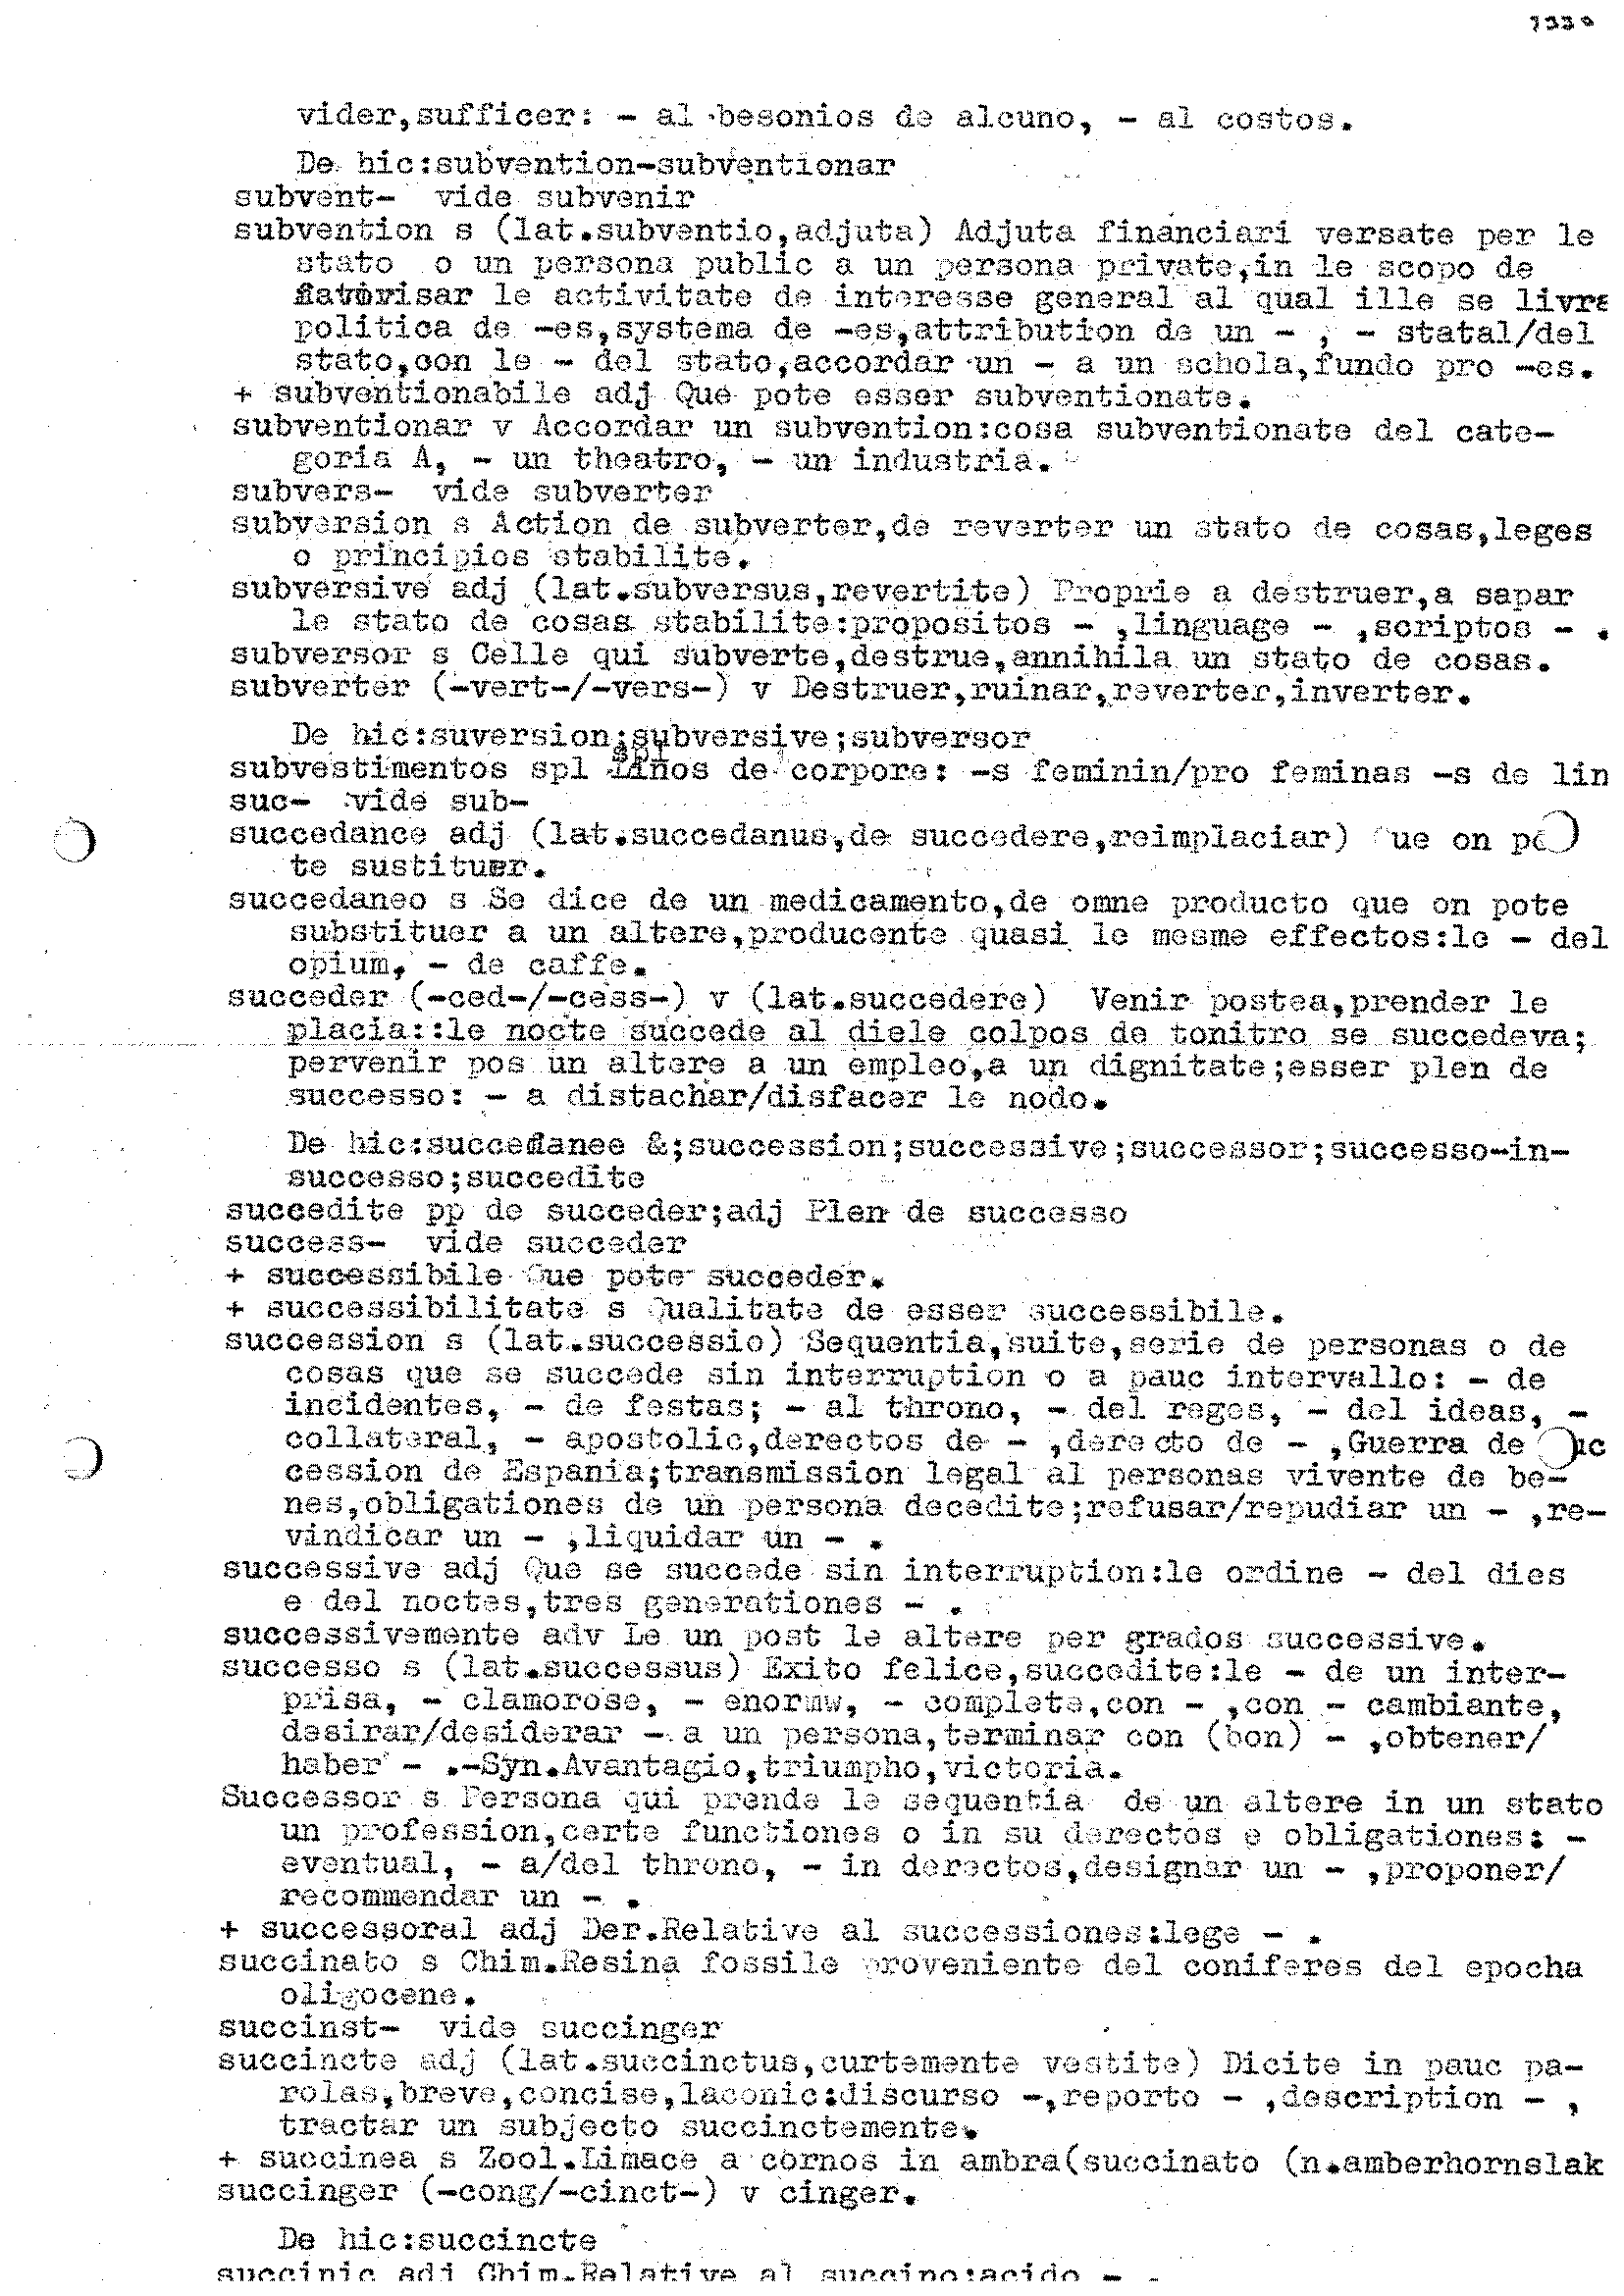 vider,sufficer: - al besonios de alcuno, - al costos.
De hic:subvention-subventionar
subvent- vide subvenir
subvention s (lat.subventio,adjuta) Adjuta financiari versate per le
stato o un persona public a un persona private,in le scopo de
le activitate de interesse general al qual ille se livre
politica de -es,systema de -es,attribution de un - , - statal/del
stato,con le - del stato,accordar un - a un schola,fundo pro -es.
+ subventionabile adj Que pote esser subventionate.
subventionar v Accordar un subvention:cosa subventionate del cate-
goria A, - un theatro, - un industria.
subvers- vide subverter
subversion s Action de subverter,de reverter un stato de cosas,leges
o principios stabilite.
subversive adj (lat.subversus,revertite) Proprie a destruer,a sapar
le stato de cosas stabilite:propositos - ,linguage - ,scriptos - .
subversor s Celle qui subverte,destrue,annihila un stato de cosas.
subverter (-vert-/-vers-) v Destruer,ruinar,reverter,inverter.
De hic:suversion;subversive;subversor
subvestimentos spl de corpore: -s feminin/pro feminas -s de lin
suc- vide sub-
succedance adj (lat.succedanus,de succedere,reimplaciar) ue on po
te sustituer.
succedaneo s Se dice de un medicamento,de omne producto que on pote
substituer a un altere,producente quasi le mesme effectos:le - del
opium, - de caffe.
succeder (-ced-/-cess-) v (lat.succedere) Venir postea,prender le
placia::le nocte succede al diele colpos de tonitro se succedeva;
pervenir pos un altere a un empleo,a un dignitate;esser plen de
successo: - a distachar/disfacer le nodo.
De hic:succedanee &;succession;successive;successor;successo-in-
successo;succedite
succedite pp de succeder;adj Plen de successo
success- vide succeder
+ successibile Que pote succeder.
+ successibilitate s Qualitate de esser successibile.
succession s (lat.successio) Sequentia,suite,serie de personas o de
cosas que se succede sin interruption o a pauc intervallo: - de
incidentes, - de festas; - al throno, - del reges, - del ideas, -
collateral, - apostolic,derectos de - ,derecto de - ,Guerra de uc
cession de Espania;transmission legal al personas vivente de be-
nes,obligationes de un persona decedite;refusar/repudiar un - ,re-
vindicar un - ,liquidar un - .
successive adj Que se succede sin interruption:le ordine - del dies
e del noctes,tres generationes - .
successivemente adv Le un post le altere per grados successive.
successo s (lat.successus) Exito felice,succedite:le - de un inter-
prisa, - clamorose, - enormw, - complete,con - ,con - cambiante,
desirar/desiderar - a un persona,terminar con (bon) - ,obtener/
haber - .-Syn.Avantagio,triumpho,victoria.
Successor s Persona qui prende le sequentia de un altere in un stato
un profession,certe functiones o in su derectos e obligationes: -
eventual, - a/del throno, - in derectos,designar un - ,proponer/
recommendar un - .
+ successoral adj Der.Relative al successiones:lege - .
succinato s Chim.Resina fossile proveniente del coniferes del epocha
oligocene.
succinst- vide succinger
succincte adj (lat.succinctus,curtemente vestite) Dicite in pauc pa-
rolas,breve,concise,laconic:discurso -,reporto - ,description - ,
tractar un subjecto succinctemente.
+ succinea s Zool.Limace a cornos in ambra(succinato (n.amberhornslak
succinger (-cong/-cinct-) v cinger.
De hic:succincte
succinic adj Chim.Relative al succino:acido - .